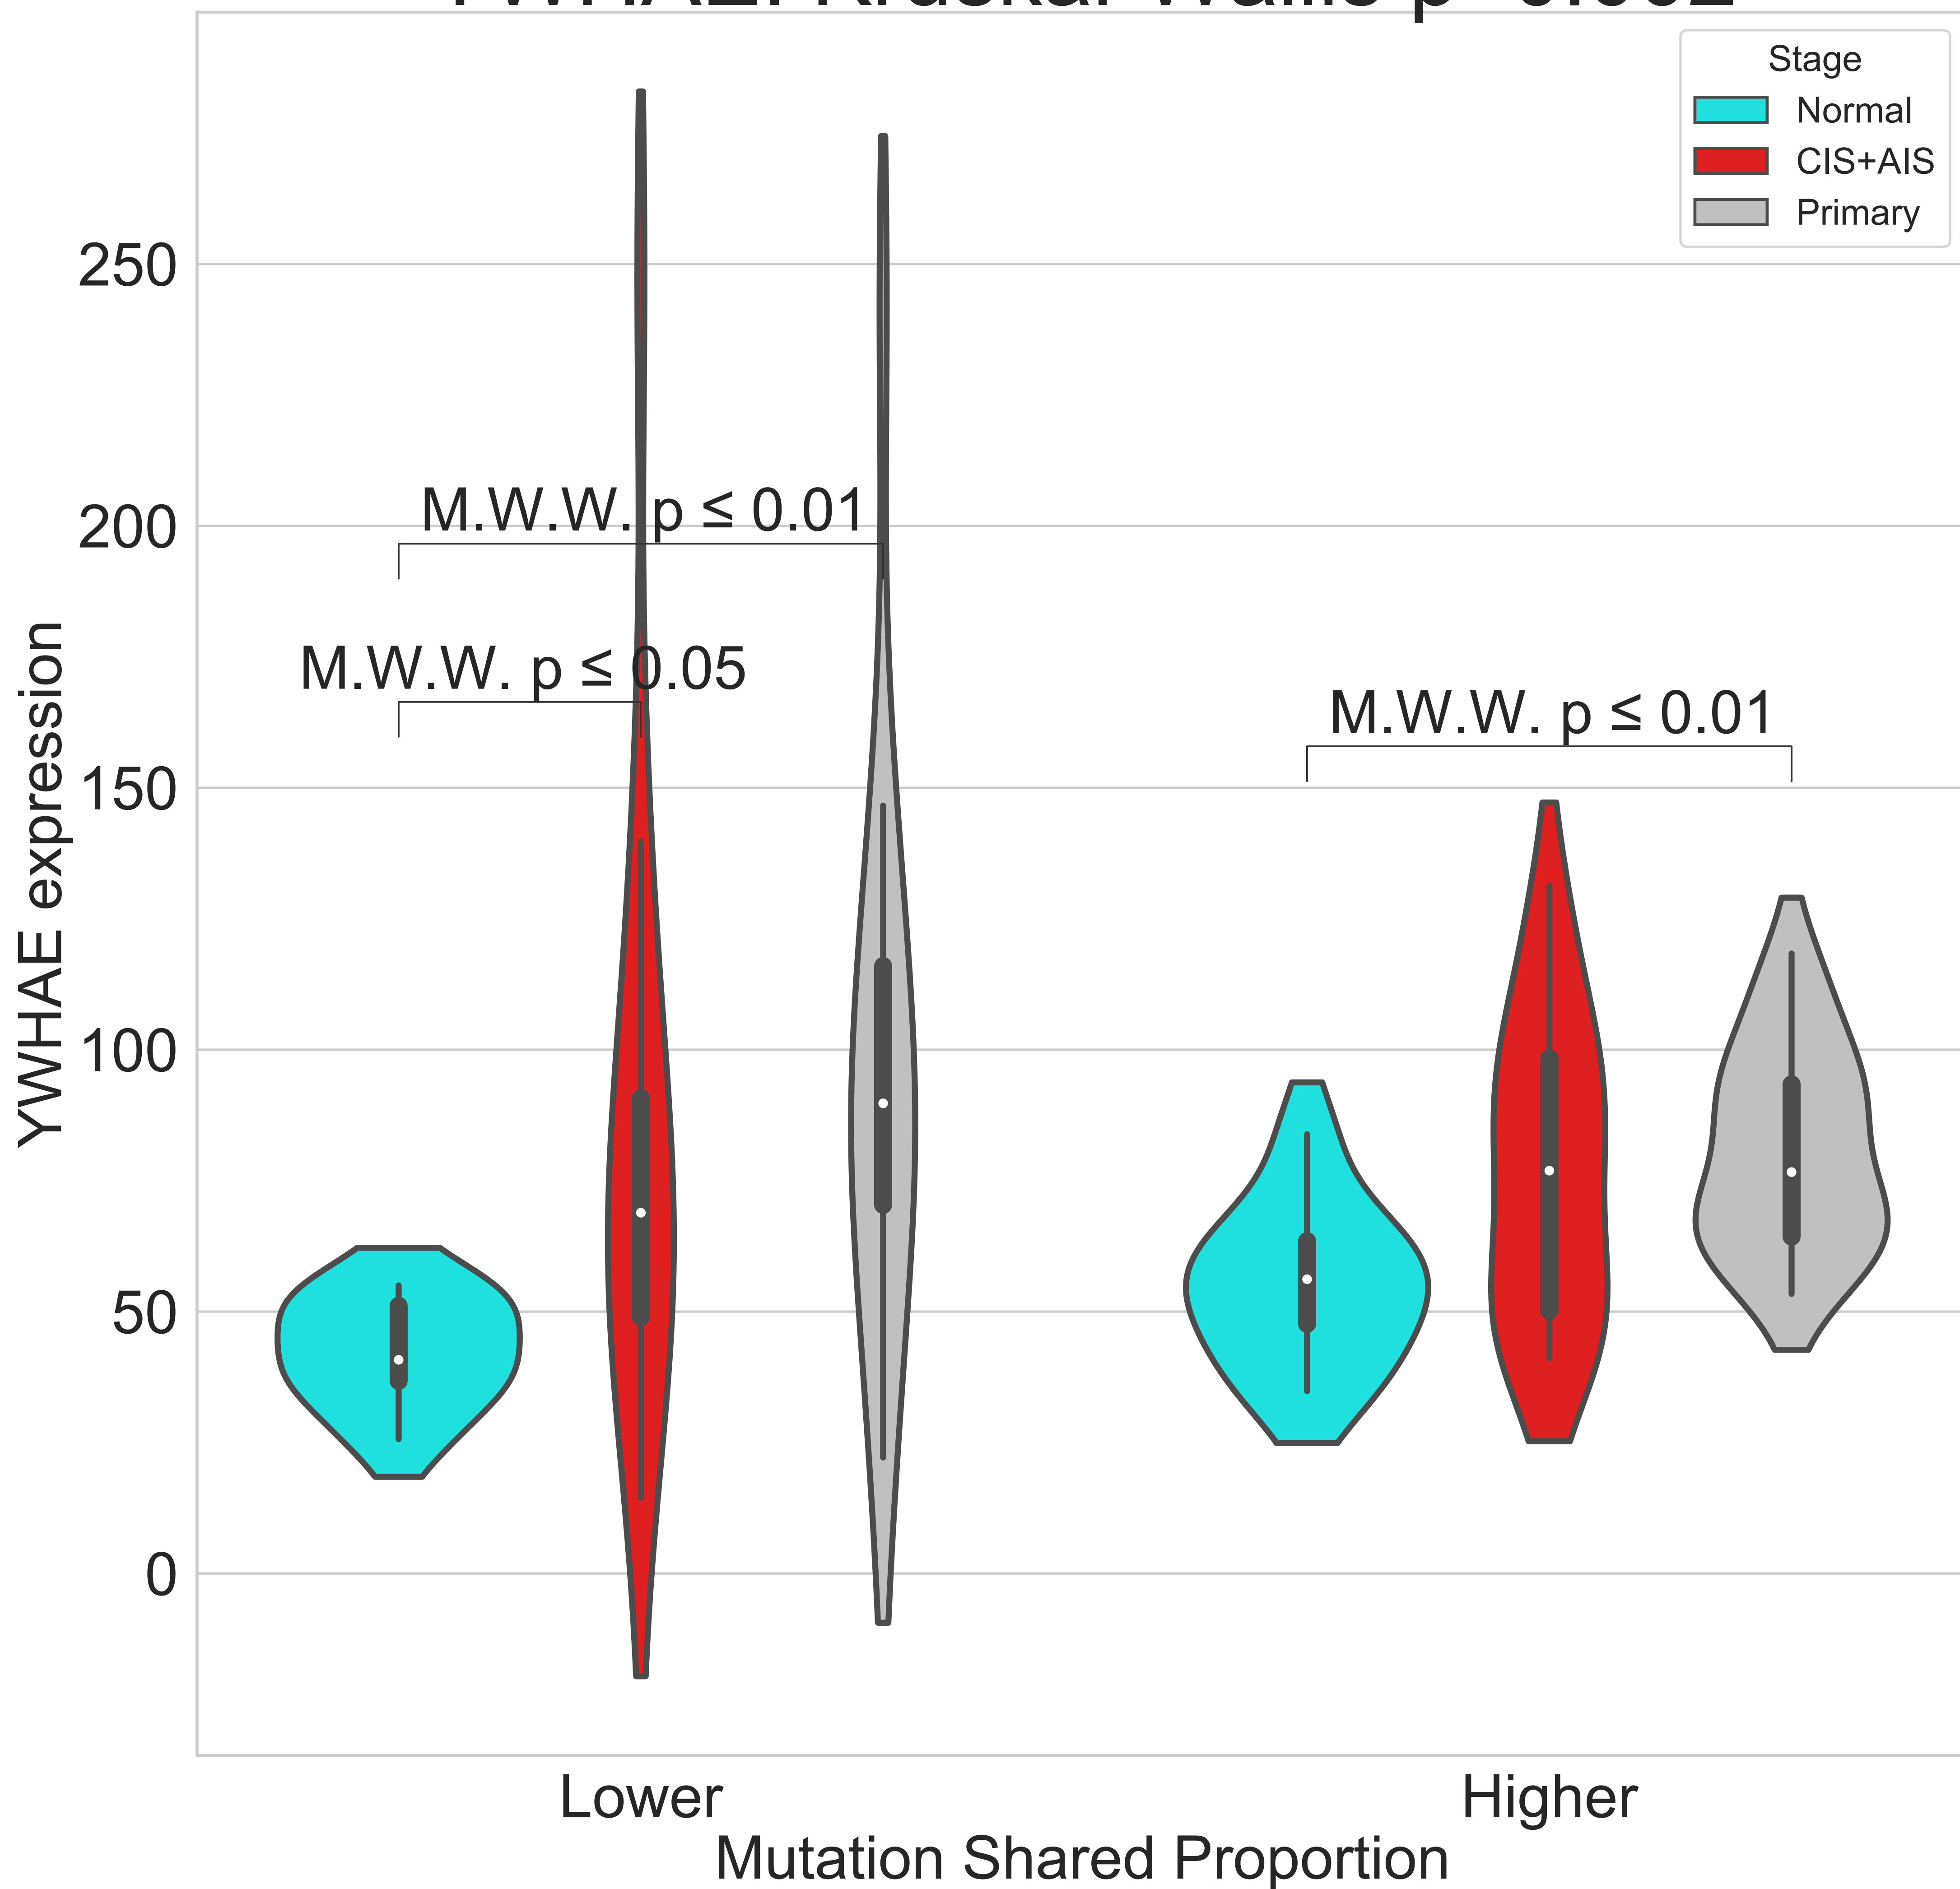 Stage
Normal
CIS+AIS
Primary
250
200
150
100
50
0
YWHAE expression
M.W.W. p ≤ 0.01
M.W.W. p ≤ 0.05
M.W.W. p ≤ 0.01
Lower
Higher
Mutation Shared Proportion